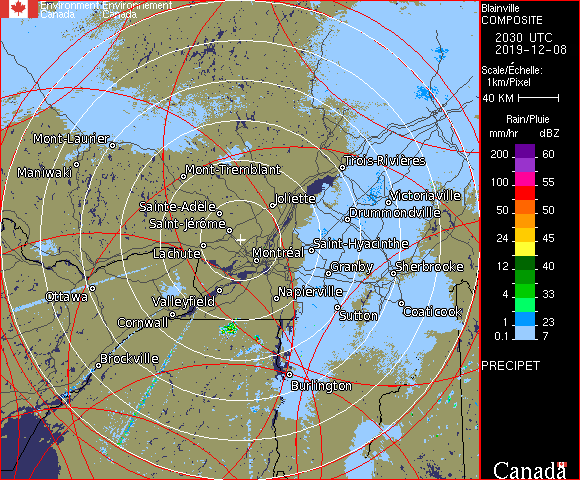 Environment Environnement
Canada Canada
Blainville
COMPOSITE
2030 UTC
2019-12-08
Scale/Échelle:
1km/Pixel
40 KM
Rain/Pluie
mm/hr dBZ
200 60
100 55
50 50
24 45
12 40
4 33
1 23
0.1 7
PRECIPET
Canada
Mont-Laurier
Maniwaki
Mont-Tremblant
Trois-Rivières
Joliette
Victoriaville
Sainte-Adele
Drummondville
Saint-Jérôme
Saint-Hyacinthe
Lachute
Montréal
Granby
Sherbrooke
Ottawa
Valleyfield
Napierville
Cornwall
Sutton
Coaticook
Brockville
Burlington